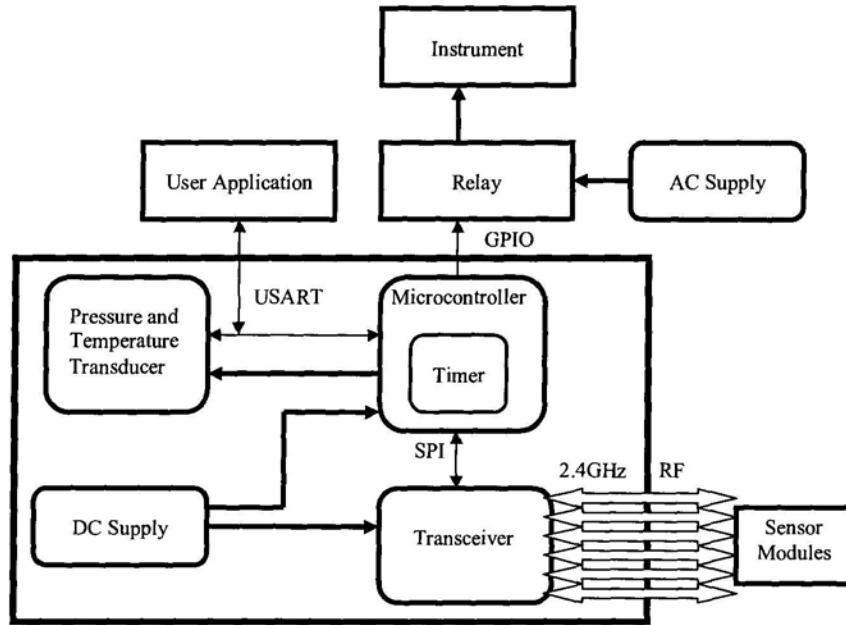 Instrument
User Application
Relay
AC Supply
GPIO
USART
Microcontroller
Pressure and
Temperature
Transducer
Timer
SPI
2.4GHz RF
DC Supply
Transceiver
Sensor
Modules